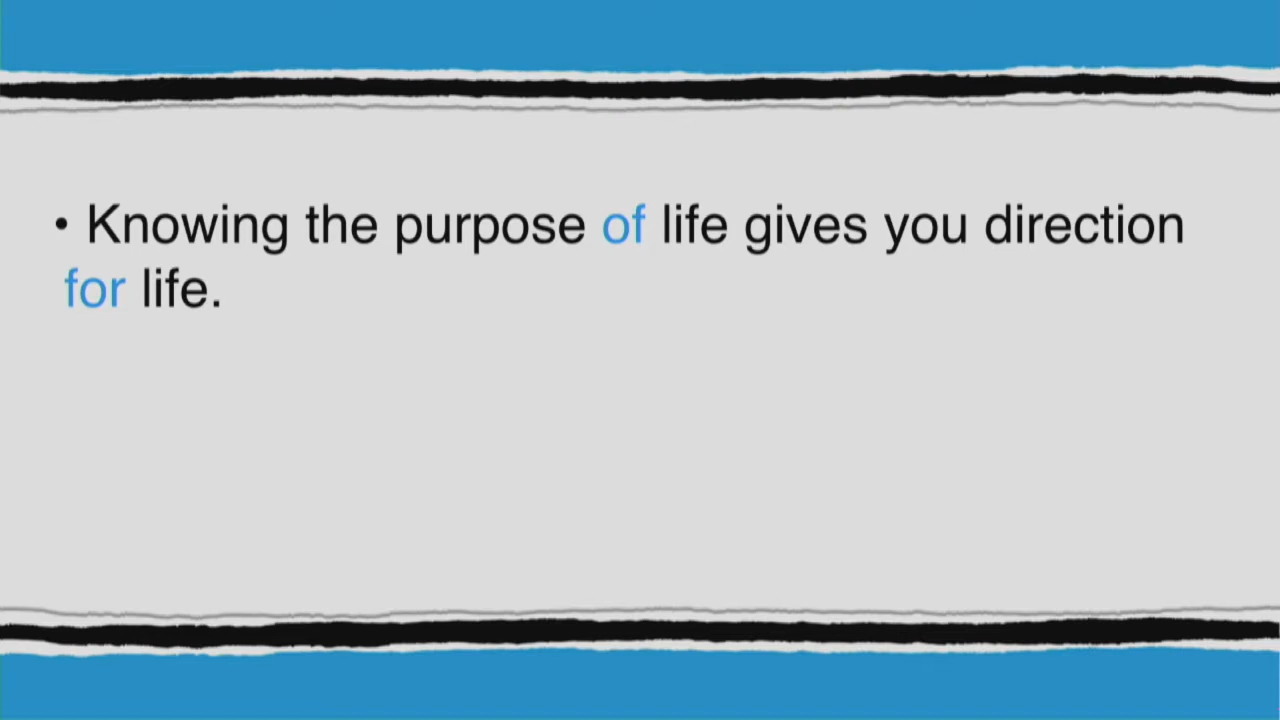 • Knowing the purpose of life gives you direction
for life.